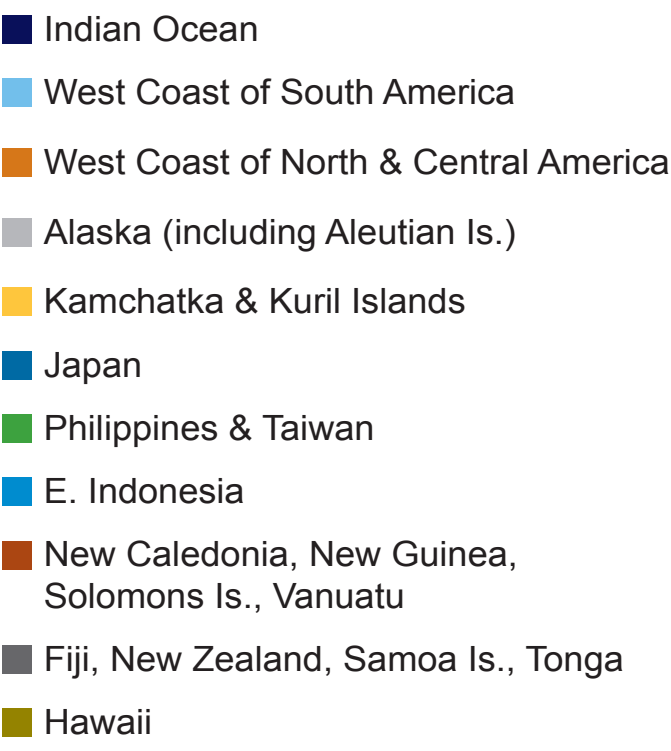 Indian Ocean
West Coast of South America
West Coast of North & Central America
Alaska (including Aleutian Is.)
Kamchatka & Kuril Islands
Japan
Philippines & Taiwan
E. Indonesia
New Caledonia, New Guinea,
Solomons Is., Vanuatu
Fiji, New Zealand, Samoa Is., Tonga
Hawaii